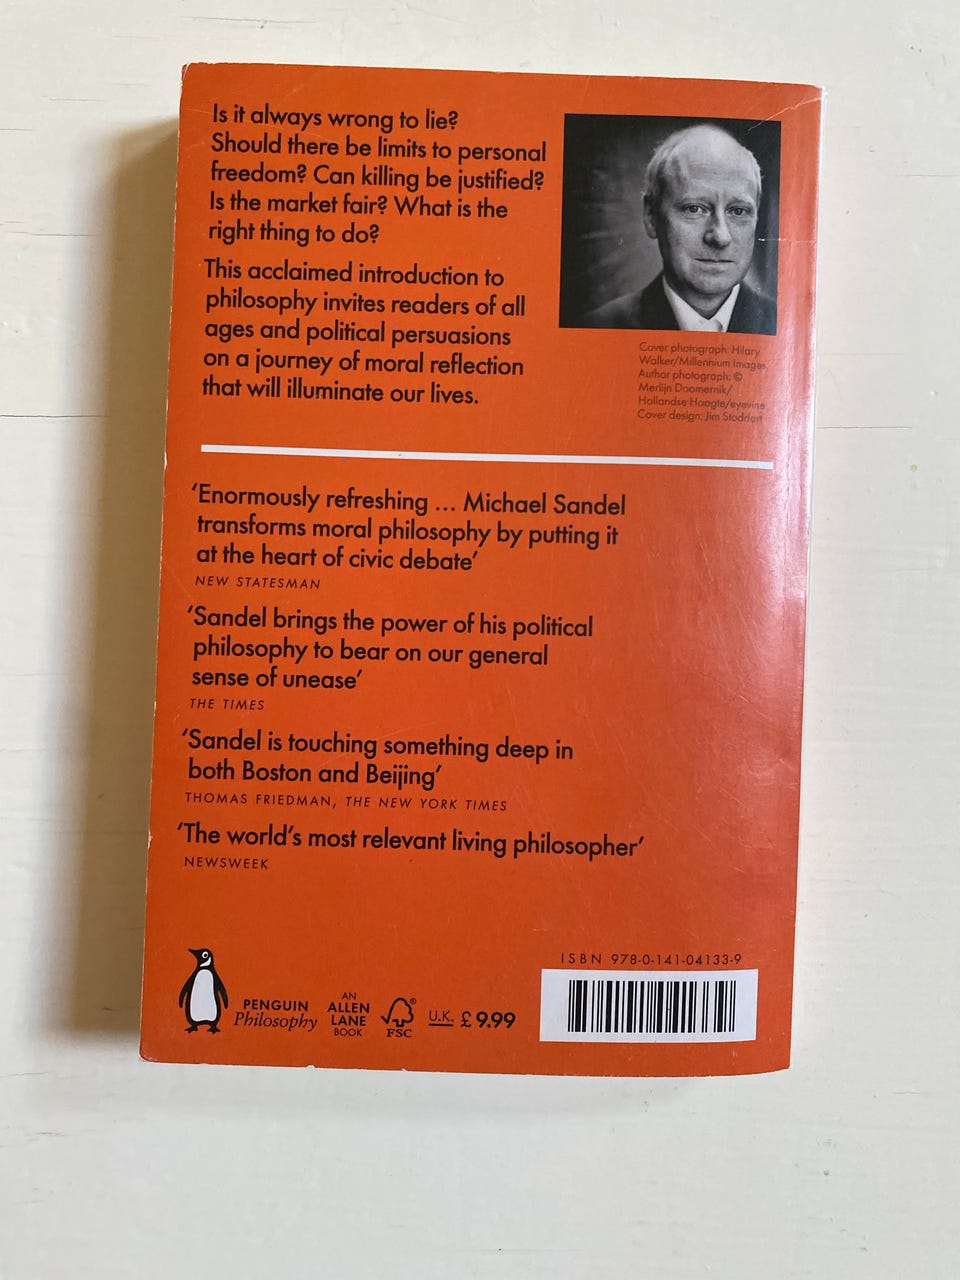 Is it always wrong to lie?
Should there be limits to personal
freedom? Can killing be justified?
Is the market fair? What is the
right thing to do?
This acclaimed introduction to
philosophy invites readers of all
ages and political persuasions
on a journey of moral reflection
that will illuminate our lives.
Cover photograph: Hilary
Walker/Millennium Images
Author photograph: ©
Merlijn Doomernik/
Hollandse Hoogte/eyevine
Cover design: Jim Stoddart
‘Enormously refreshing ... Michael Sandel
transforms moral philosophy by putting it
at the heart of civic debate’
NEW STATESMAN
‘Sandel brings the power of his political
philosophy to bear on our general
sense of unease’
THE TIMES
‘Sandel is touching something deep in
both Boston and Beijing’
THOMAS FRIEDMAN, THE NEW YORK TIMES
‘The world’s most relevant living philosopher’
NEWSWEEK
PENGUIN
Philosophy
AN
ALLEN
LANE
BOOK
®
FSC
U.K. £9.99
ISBN 978-0-141-04133-9